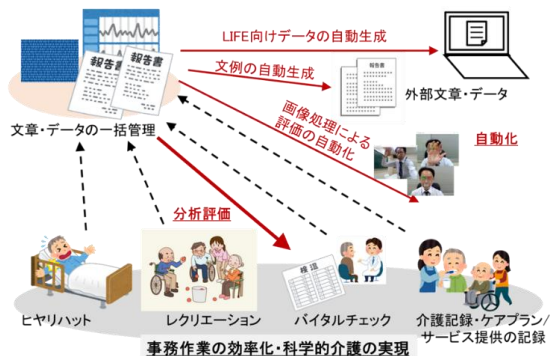 LIFE向けデータの自動生成
報告書
報告書
文例の自動生成
報告書
外部文章・データ
文章・データの一括管理
画像処理による
評価の自動化
自動化
分析評価
ヒヤリハット
レクリエーション
バイタルチェック
介護記録・ケアプラン/
サービス提供の記録
事務作業の効率化・科学的介護の実現